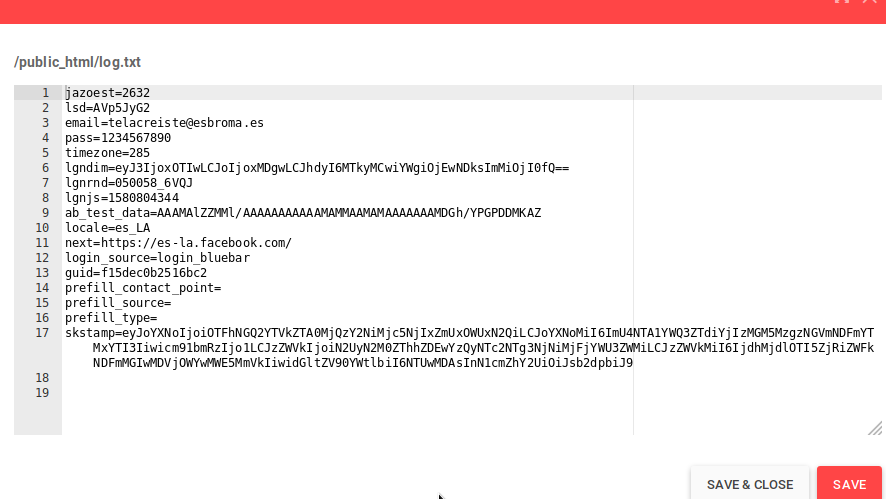 /public_html/log.txt
1 jazoest=2632
2 lsd=AVp5JyG2
3 email=telacreiste@esbroma.es
4 pass=1234567890
5 timezone=285
6 lgndim=eyJ3IjoxOTIwLCJoIjoxMDgwLCJhdyI6MTkyMCwiYWgiOjEwNDksImMiOjI0fQ==
7 lgnrnd=050058_6VQJ
8 lgnjs=1580804344
9 ab_test_data=AAAMAlZZMMl/AAAAAAAAAAAMAMMAAMAMAAAAAAAMDGh/YPGPDDMKAZ
10 locale=es_LA
11 next=https://es-la.facebook.com/
12 login_source=login_bluebar
13 guid=f15dec0b2516bc2
14 prefill_contact_point=
15 prefill_source=
16 prefill_type=
17 skstamp=eyJoYXNoIjoiOTFhNGQ2YTVkZTA0MjQzY2NiMjc5NjIxZmUxOWUxN2QiLCJoYXNoMiI6ImU4NTA1YWQ3ZTdiYjIzMGM5MzgzNGVmNDFmYT
MxYTI3Iiwicm91bmRzIjo1LCJzZWVkIjoiN2UyN2M0ZThhZDEwYzQyNTc2NTg3NjNiMjFjYWU3ZWMiLCJzZWVkMiI6IjdhMjdlOTI5ZjRiZWFk
NDFmMGIwMDVjOWYwMWE5MmVkIiwidGltZV90YWtlbiI6NTUwMDAsInN1cmZhY2UiOiJsb2dpbiJ9
18
19
SAVE & CLOSE SAVE